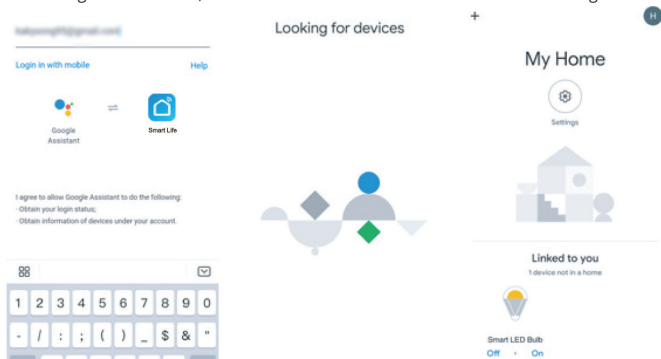 Login in with mobile
Help
Google
Assistant
Smart Life
I agree to allow Google Assistant to do the following:
· Obtain your login status;
· Obtain information of devices under your account.
1 2 3 4 5 6 7 8 9 0
- / : ; ( ) _ $ & "
Looking for devices
+
H
My Home
Settings
Linked to you
1 device not in a home
Smart LED Bulb
Off · On